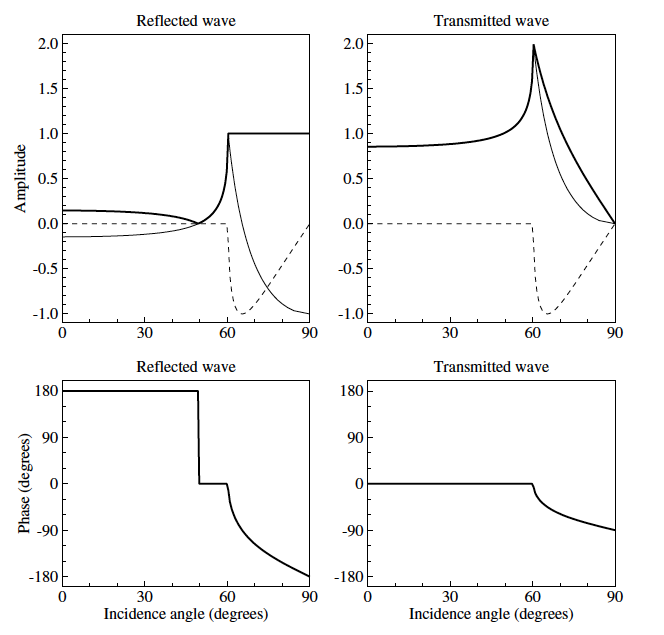 Reflected wave
Transmitted wave
Amplitude
2.0
1.5
1.0
0.5
0.0
-0.5
-1.0
0 30 60 90
2.0
1.5
1.0
0.5
0.0
-0.5
-1.0
0 30 60 90
Reflected wave
Transmitted wave
Phase (degrees)
180
90
0
-90
-180
0 30 60 90
Incidence angle (degrees)
180
90
0
-90
-180
0 30 60 90
Incidence angle (degrees)